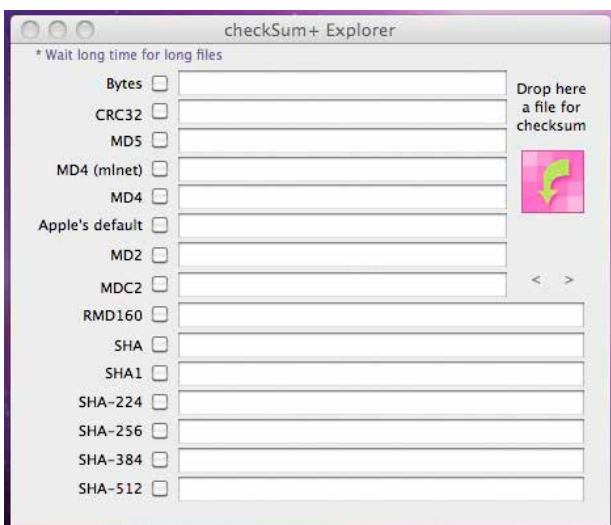 checkSum+ Explorer
* Wait long time for long files
Bytes
CRC32
MD5
MD4 (mlnet)
MD4
Apple's default
MD2
MDC2
RMD160
SHA
SHA1
SHA-224
SHA-256
SHA-384
SHA-512
Drop here
a file for
checksum
< >